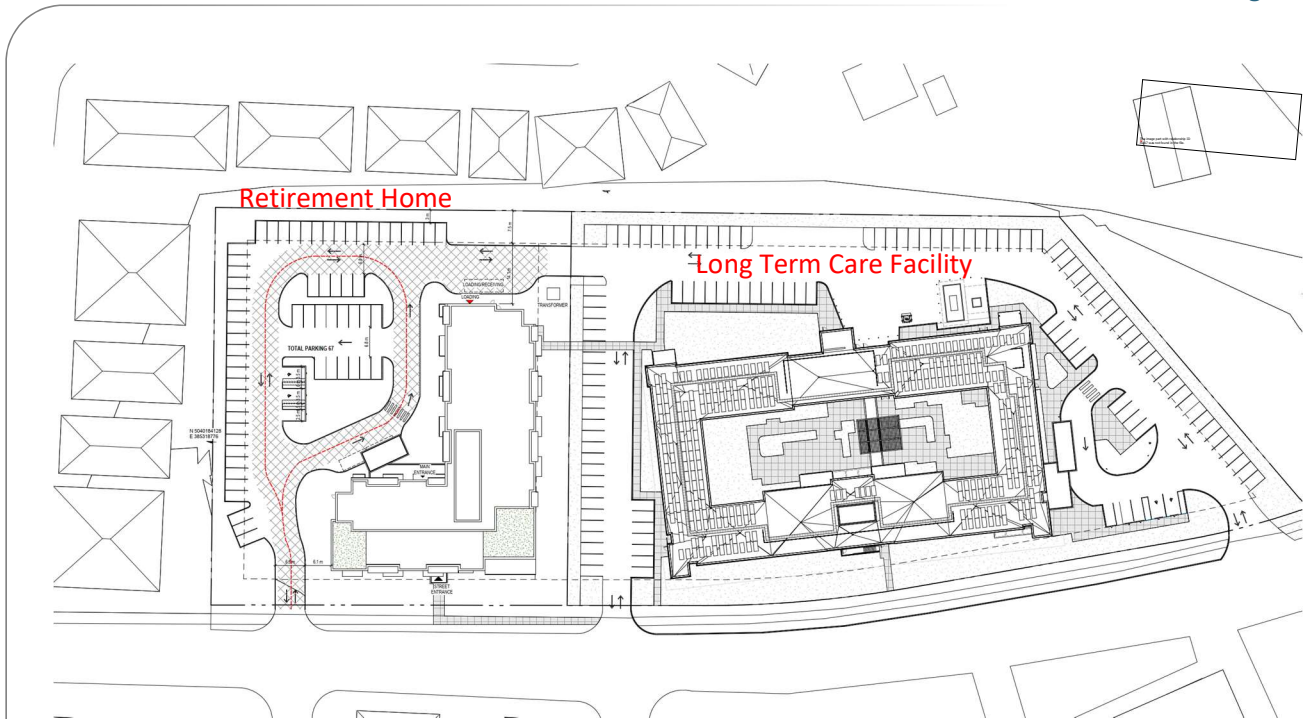 Retirement Home
Long Term Care Facility
LOADING/RECEIVING
LOADING
TRANSFORMER
TOTAL PARKING 67
N 5040184128
E 385318776
MAIN
ENTRANCE
6.1 m
STREET
ENTRANCE